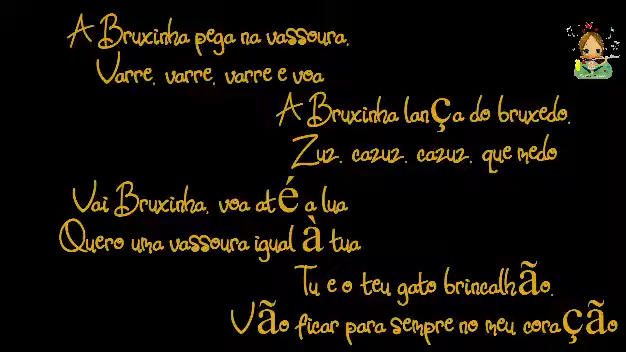 A Bruxinha pega na vassoura,
Varre, varre, varre e voa
A Bruxinha lança do bruxedo,
Zuz, cazuz, cazuz, que medo
Vai Bruxinha, voa até a lua
Quero uma vassoura igual à tua
Tu e o teu gato brincalhão,
Vão ficar para sempre no meu coração